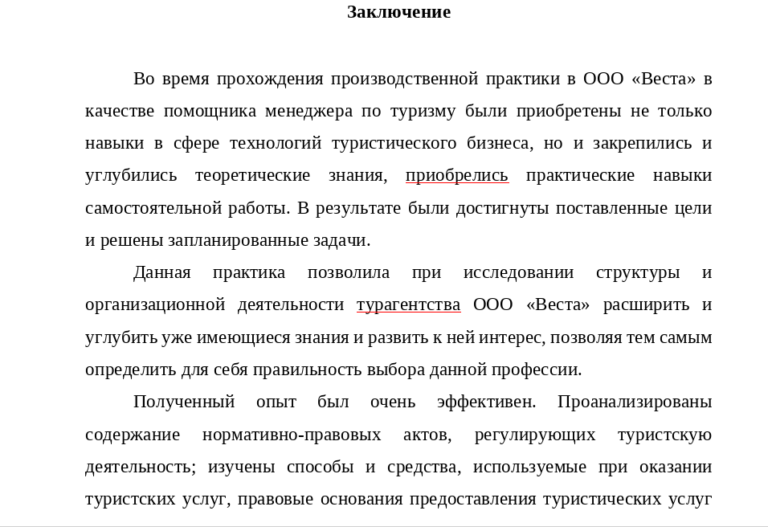 Заключение
Во время прохождения производственной практики в ООО «Веста» в
качестве помощника менеджера по туризму были приобретены не только
навыки в сфере технологий туристического бизнеса, но и закрепились и
углубились теоретические знания, приобрелись практические навыки
самостоятельной работы. В результате были достигнуты поставленные цели
и решены запланированные задачи.
Данная практика позволила при исследовании структуры и
организационной деятельности турагентства ООО «Веста» расширить и
углубить уже имеющиеся знания и развить к ней интерес, позволяя тем самым
определить для себя правильность выбора данной профессии.
Полученный опыт был очень эффективен. Проанализированы
содержание нормативно-правовых актов, регулирующих туристскую
деятельность; изучены способы и средства, используемые при оказании
туристских услуг, правовые основания предоставления туристических услуг